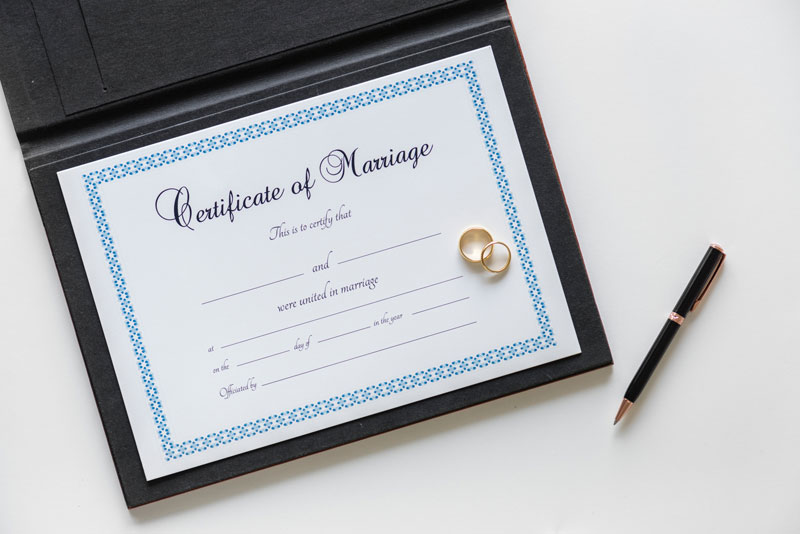 Certificate of Marriage
This is to certify that
and
were united in marriage
at
on the day of in the year
Officiated by